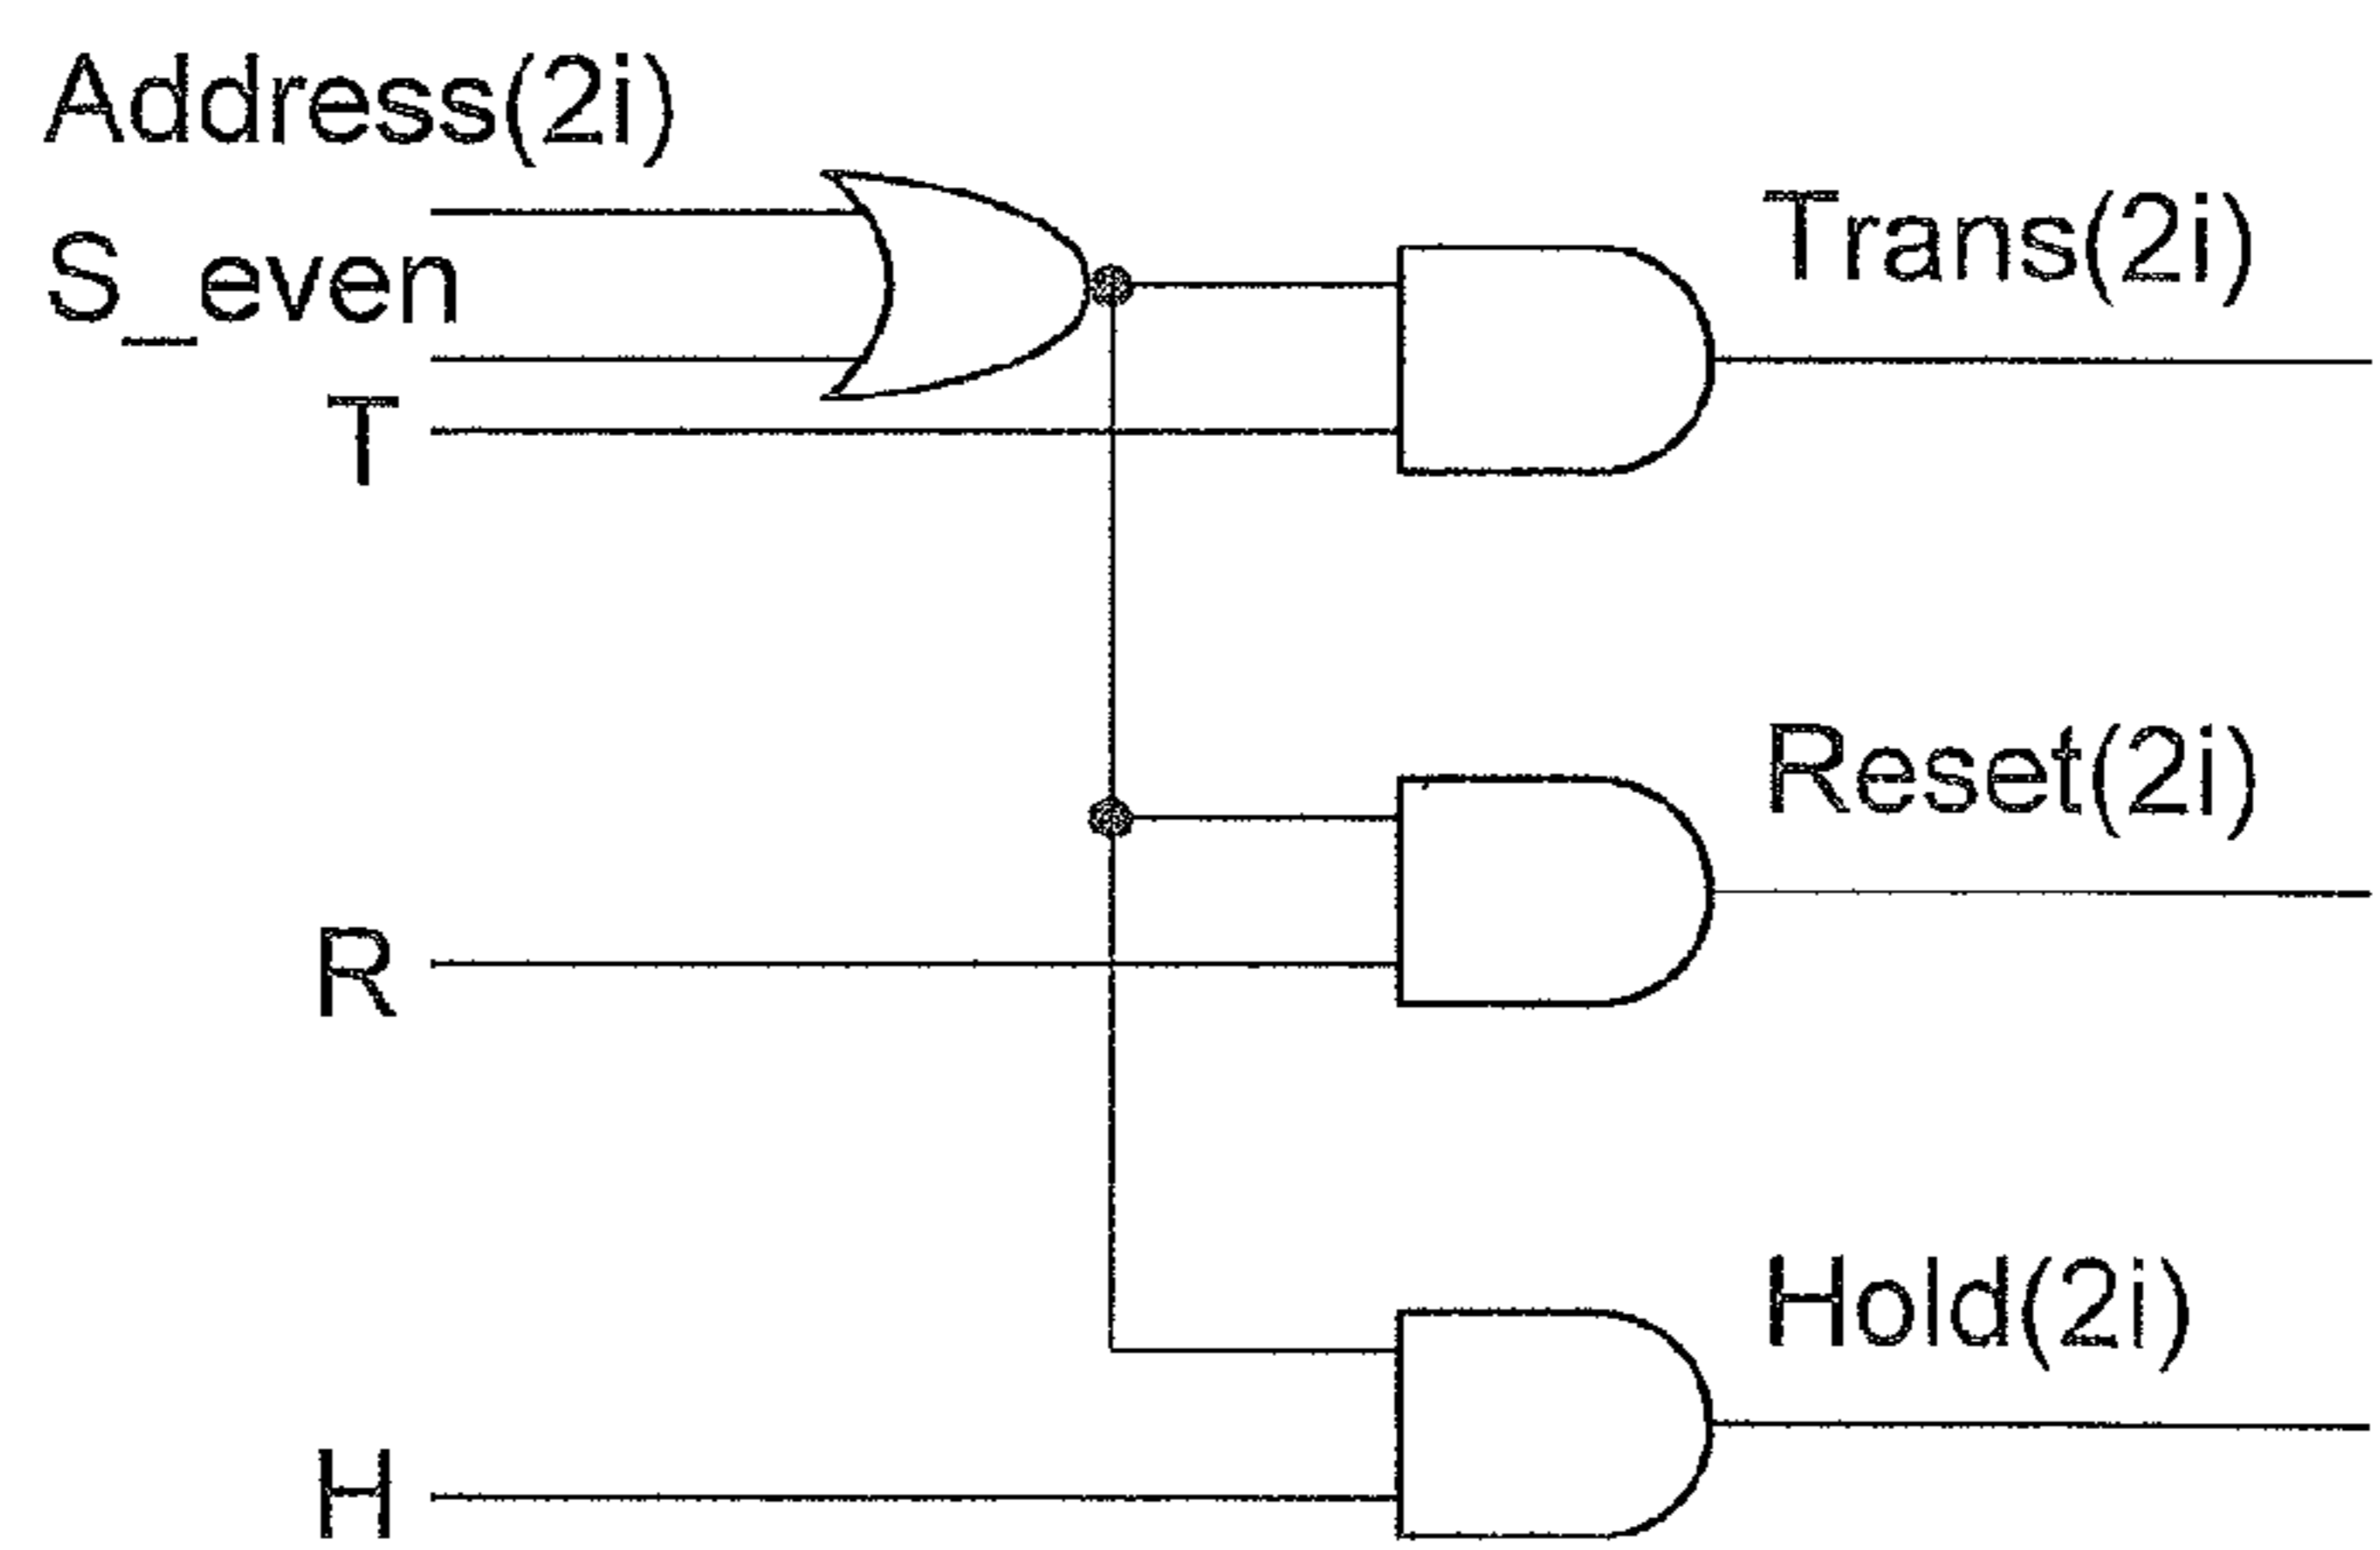 Address(2i)
S_even
T
Trans(2i)
R
Reset(2i)
H
Hold(2i)